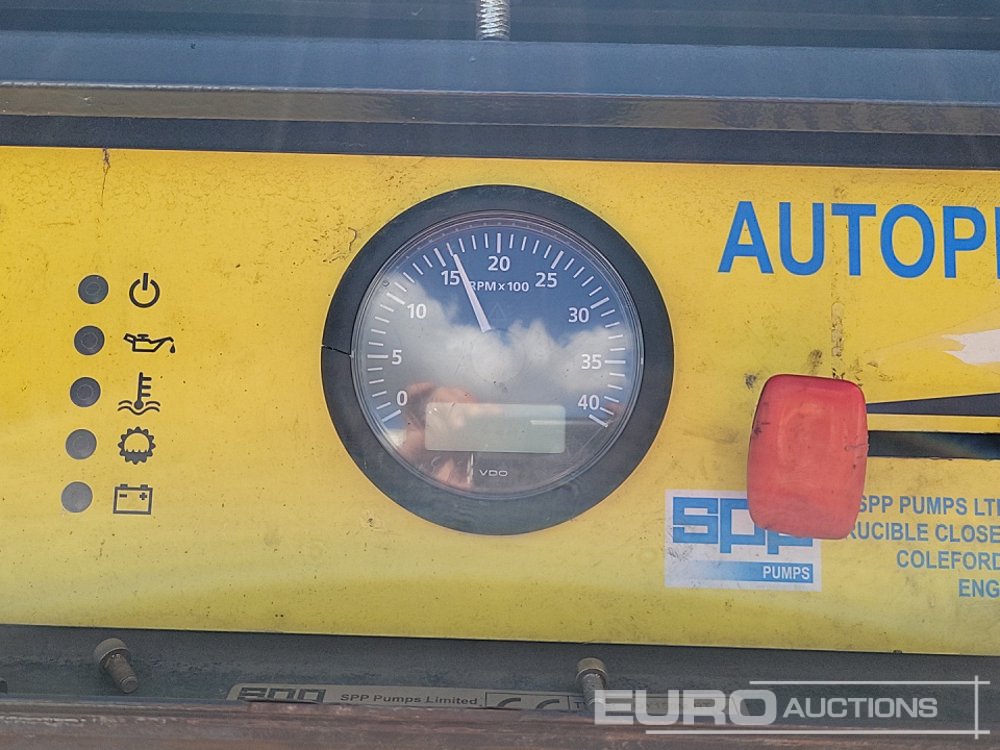 AUTOP
0 5 10 15 20 25 30 35 40
RPM x 100
VDO
spp
PUMPS
SPP PUMPS LT
RUCIBLE CLOSE
COLEFORD
ENG
SPP Pumps Limited
EURO AUCTIONS